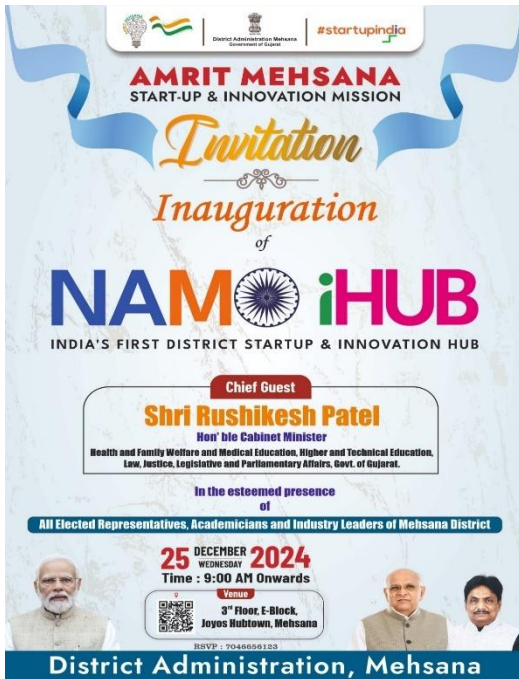 District Administration Mehsana
Government of Gujarat
#startupindia
AMRIT MEHSANA
START-UP & INNOVATION MISSION
Invitation
Inauguration
of
NAMO iHUB
INDIA'S FIRST DISTRICT STARTUP & INNOVATION HUB
Chief Guest
Shri Rushikesh Patel
Hon' ble Cabinet Minister
Health and Family Welfare and Medical Education, Higher and Technical Education,
Law, Justice, Legislative and Parliamentary Affairs, Govt. of Gujarat.
In the esteemed presence
of
All Elected Representatives, Academicians and Industry Leaders of Mehsana District
25 DECEMBER WEDNESDAY 2024
Time : 9:00 AM Onwards
Venue
3rd Floor, E-Block,
Joyos Hubtown, Mehsana
RSVP : 7046656123
District Administration, Mehsana